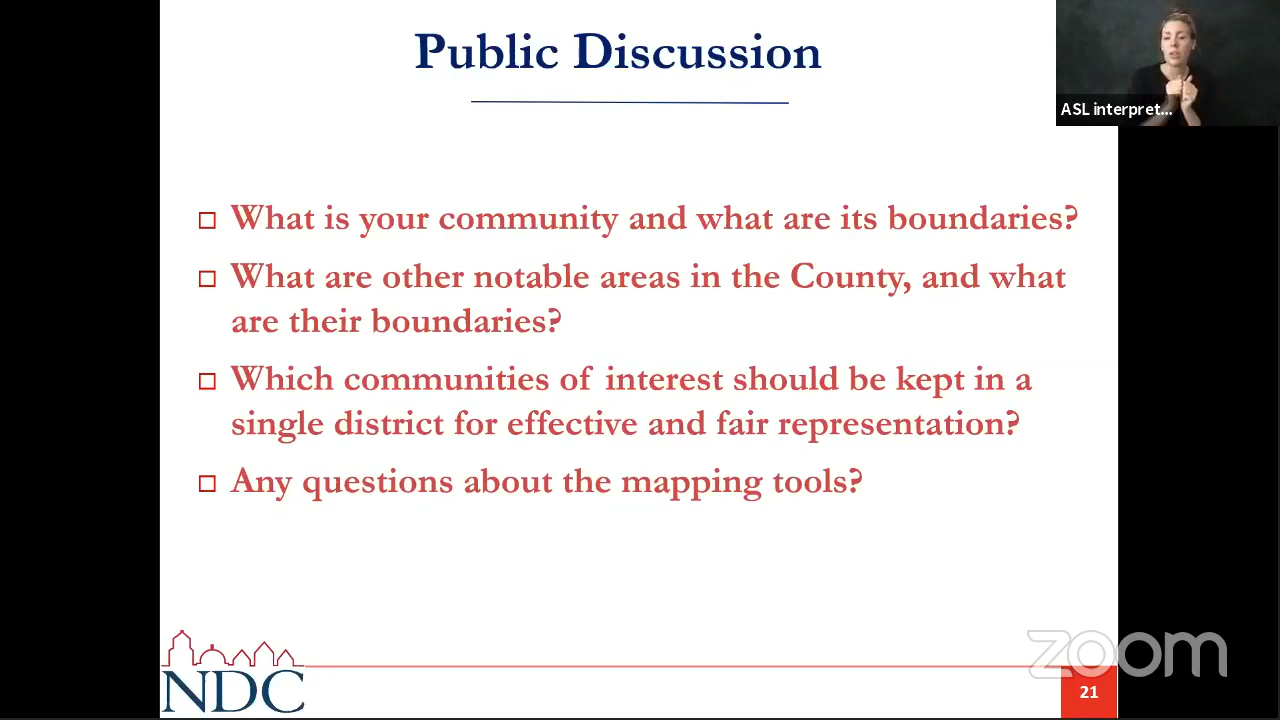 Public Discussion
ASL interpret...
What is your community and what are its boundaries?
What are other notable areas in the County, and what
are their boundaries?
Which communities of interest should be kept in a
single district for effective and fair representation?
Any questions about the mapping tools?
zoom
NDC
21